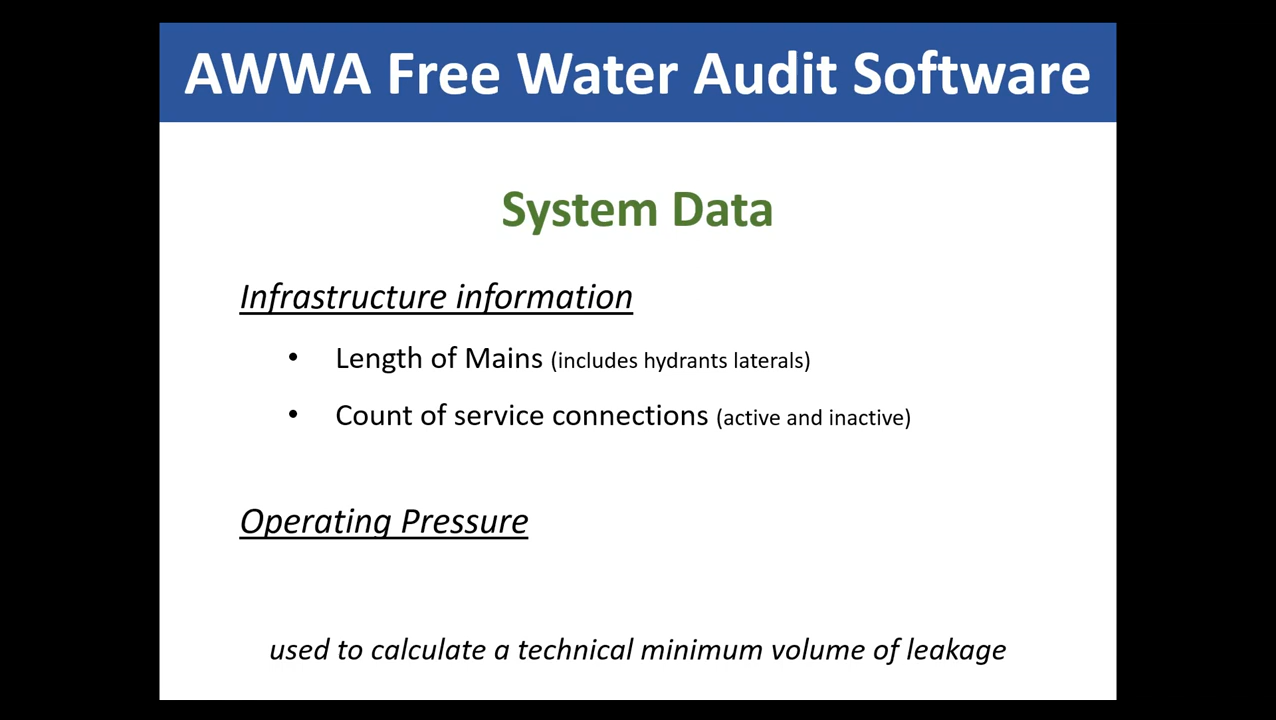 AWWA Free Water Audit Software
System Data
Infrastructure information
• Length of Mains (includes hydrants laterals)
• Count of service connections (active and inactive)
Operating Pressure
used to calculate a technical minimum volume of leakage